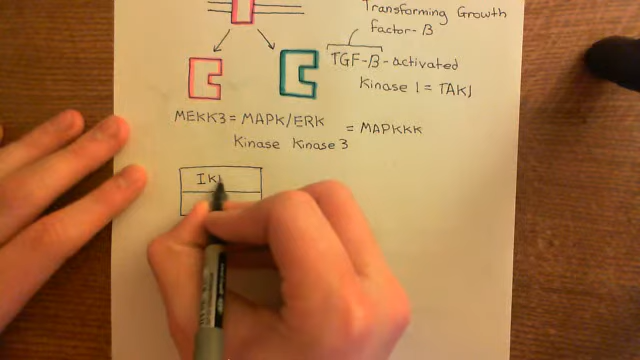 Transforming Growth
Factor-β
TGF-β-activated
Kinase 1 = TAK1
MEKK3 = MAPK/ERK
Kinase Kinase 3
= MAPKKK
IK